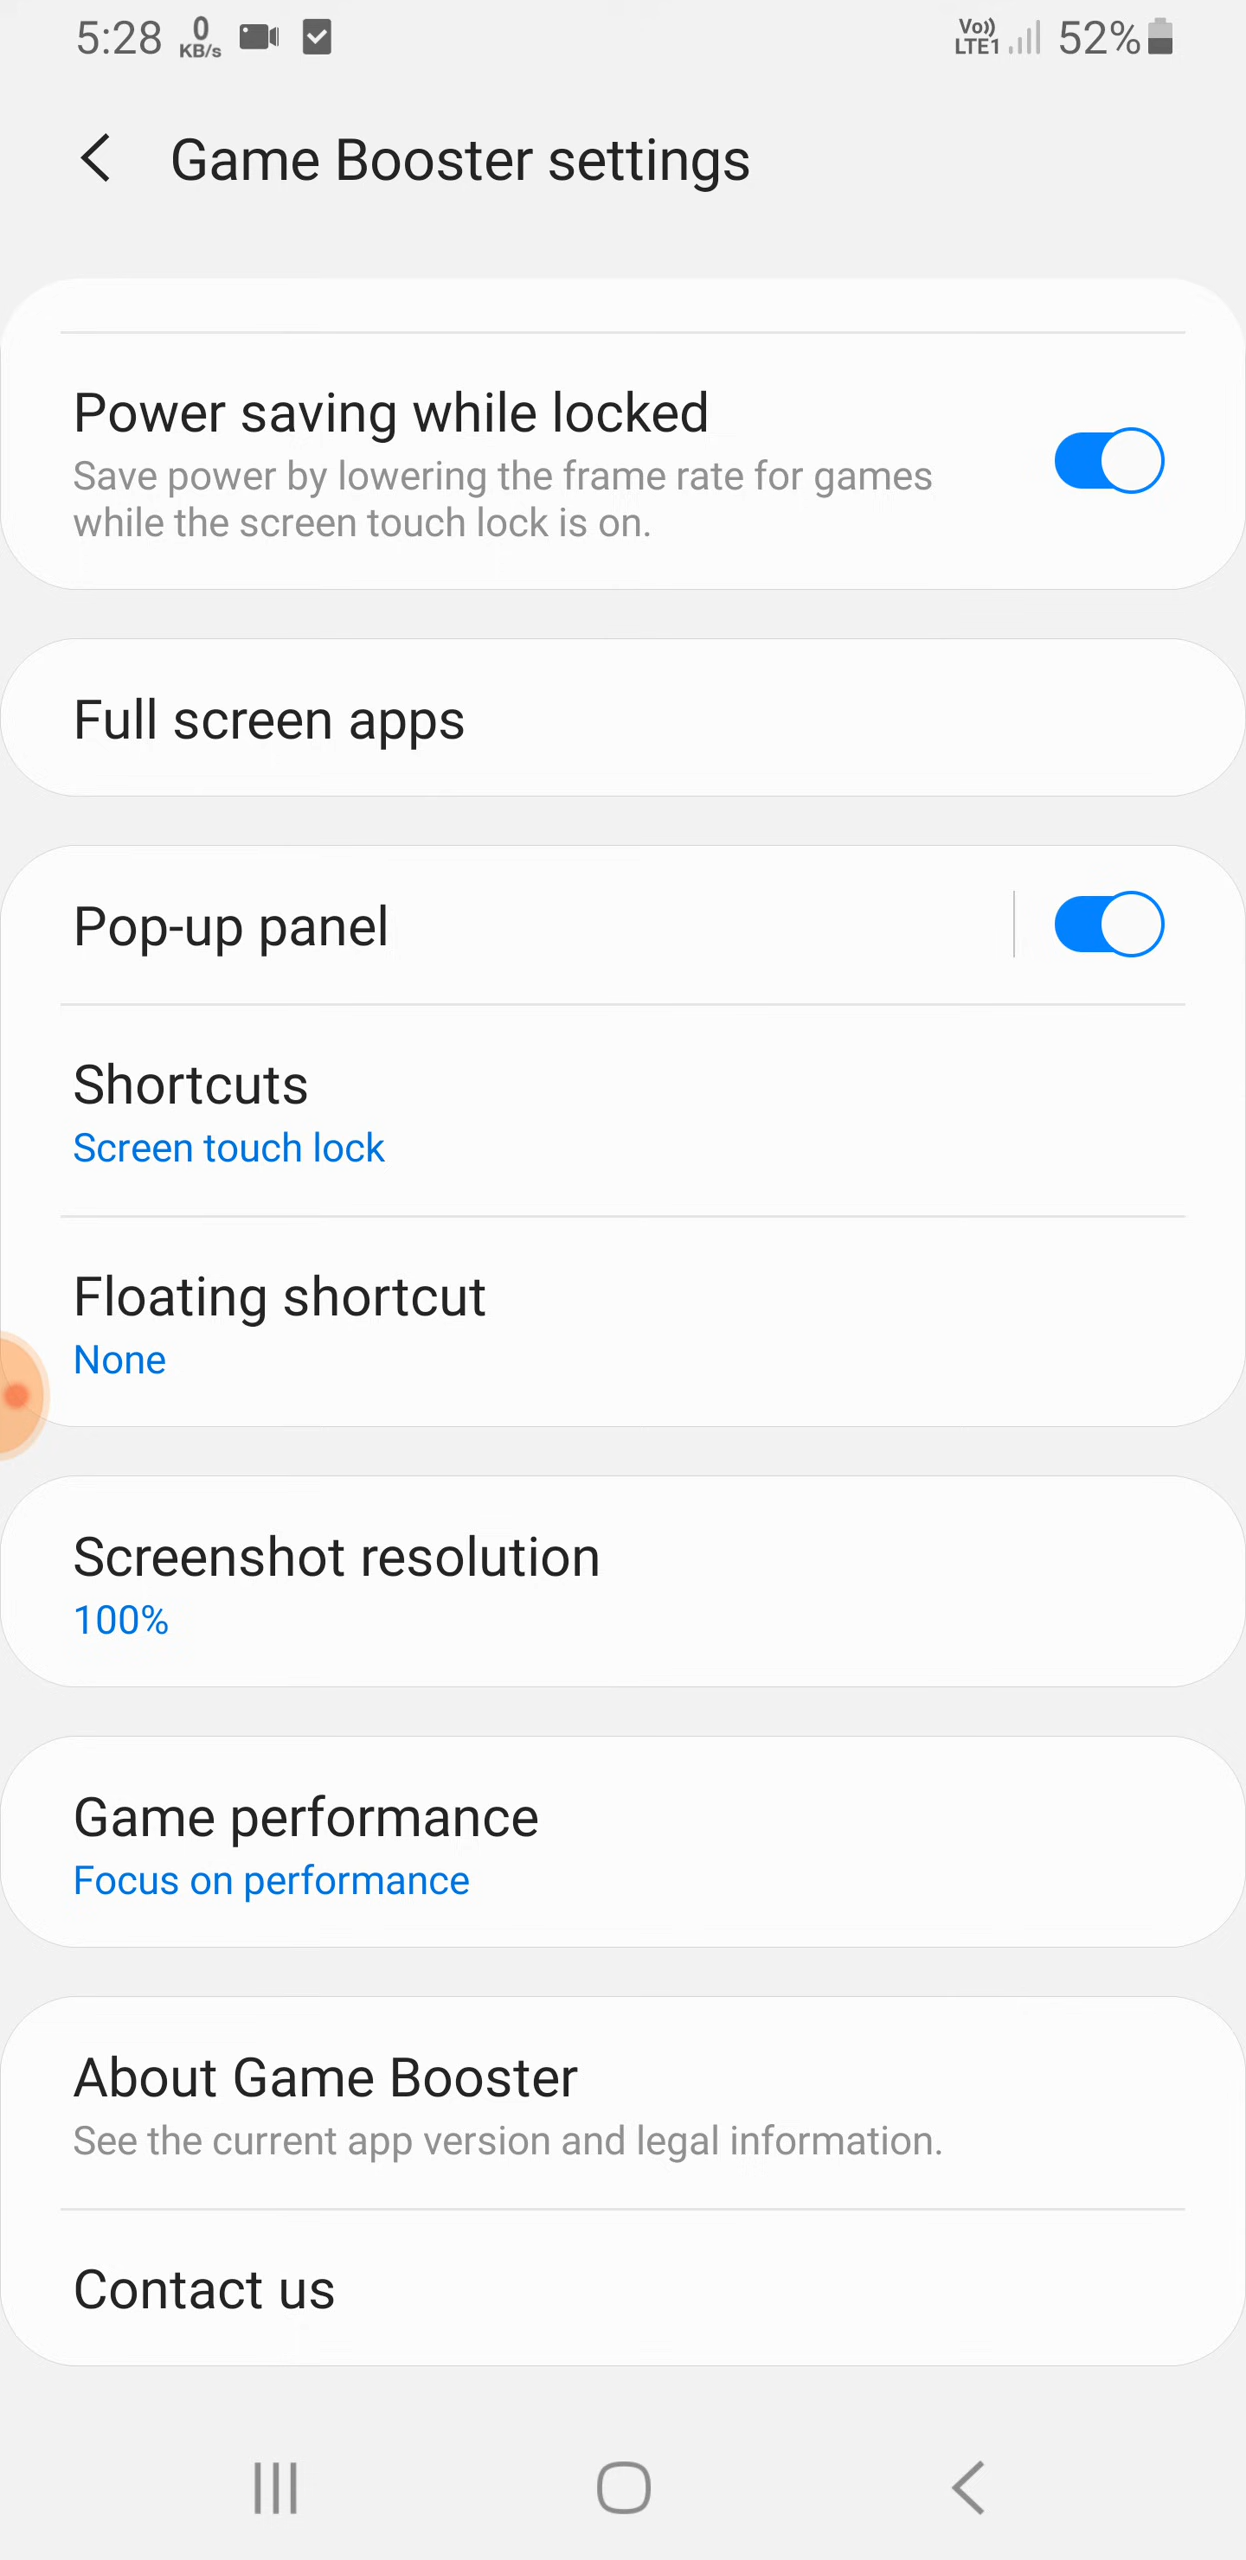 5:28 0 KB/s Vo)) LTE1 52%
Game Booster settings
Power saving while locked
Save power by lowering the frame rate for games
while the screen touch lock is on.
Full screen apps
Pop-up panel
Shortcuts
Screen touch lock
Floating shortcut
None
Screenshot resolution
100%
Game performance
Focus on performance
About Game Booster
See the current app version and legal information.
Contact us